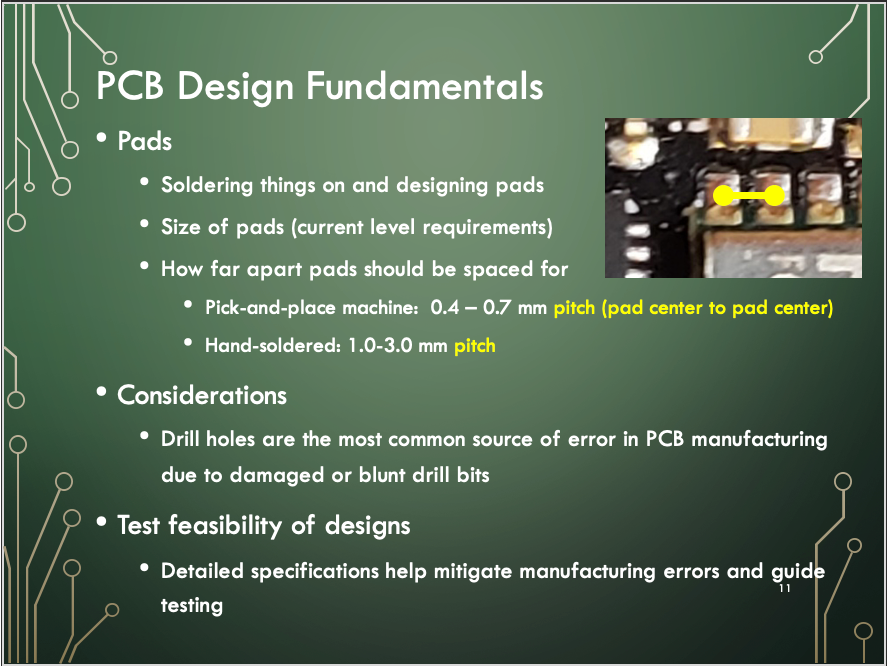 PCB Design Fundamentals
• Pads
• Soldering things on and designing pads
• Size of pads (current level requirements)
• How far apart pads should be spaced for
• Pick-and-place machine: 0.4 – 0.7 mm pitch (pad center to pad center)
• Hand-soldered: 1.0-3.0 mm pitch
• Considerations
• Drill holes are the most common source of error in PCB manufacturing
due to damaged or blunt drill bits
• Test feasibility of designs
• Detailed specifications help mitigate manufacturing errors and guide
testing
11